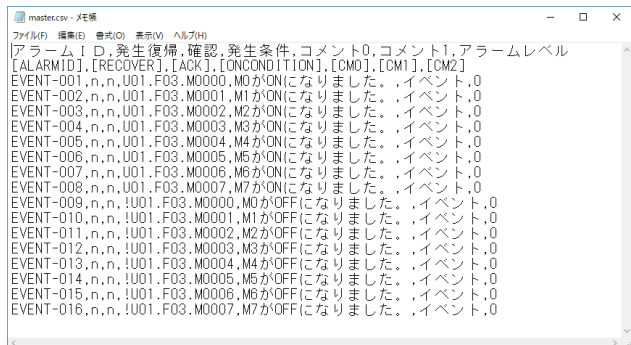 master.csv - メモ帳
ファイル(F) 編集(E) 書式(O) 表示(V) ヘルプ(H)
アラームＩＤ,発生復帰,確認,発生条件,コメント0,コメント1,アラームレベル
[ALARMID],[RECOVER],[ACK],[ONCONDITION],[CM0],[CM1],[CM2]
EVENT-001,n,n,U01.F03.M0000,M0がONになりました。,イベント,0
EVENT-002,n,n,U01.F03.M0001,M1がONになりました。,イベント,0
EVENT-003,n,n,U01.F03.M0002,M2がONになりました。,イベント,0
EVENT-004,n,n,U01.F03.M0003,M3がONになりました。,イベント,0
EVENT-005,n,n,U01.F03.M0004,M4がONになりました。,イベント,0
EVENT-006,n,n,U01.F03.M0005,M5がONになりました。,イベント,0
EVENT-007,n,n,U01.F03.M0006,M6がONになりました。,イベント,0
EVENT-008,n,n,U01.F03.M0007,M7がONになりました。,イベント,0
EVENT-009,n,n,!U01.F03.M0000,M0がOFFになりました。,イベント,0
EVENT-010,n,n,!U01.F03.M0001,M1がOFFになりました。,イベント,0
EVENT-011,n,n,!U01.F03.M0002,M2がOFFになりました。,イベント,0
EVENT-012,n,n,!U01.F03.M0003,M3がOFFになりました。,イベント,0
EVENT-013,n,n,!U01.F03.M0004,M4がOFFになりました。,イベント,0
EVENT-014,n,n,!U01.F03.M0005,M5がOFFになりました。,イベント,0
EVENT-015,n,n,!U01.F03.M0006,M6がOFFになりました。,イベント,0
EVENT-016,n,n,!U01.F03.M0007,M7がOFFになりました。,イベント,0